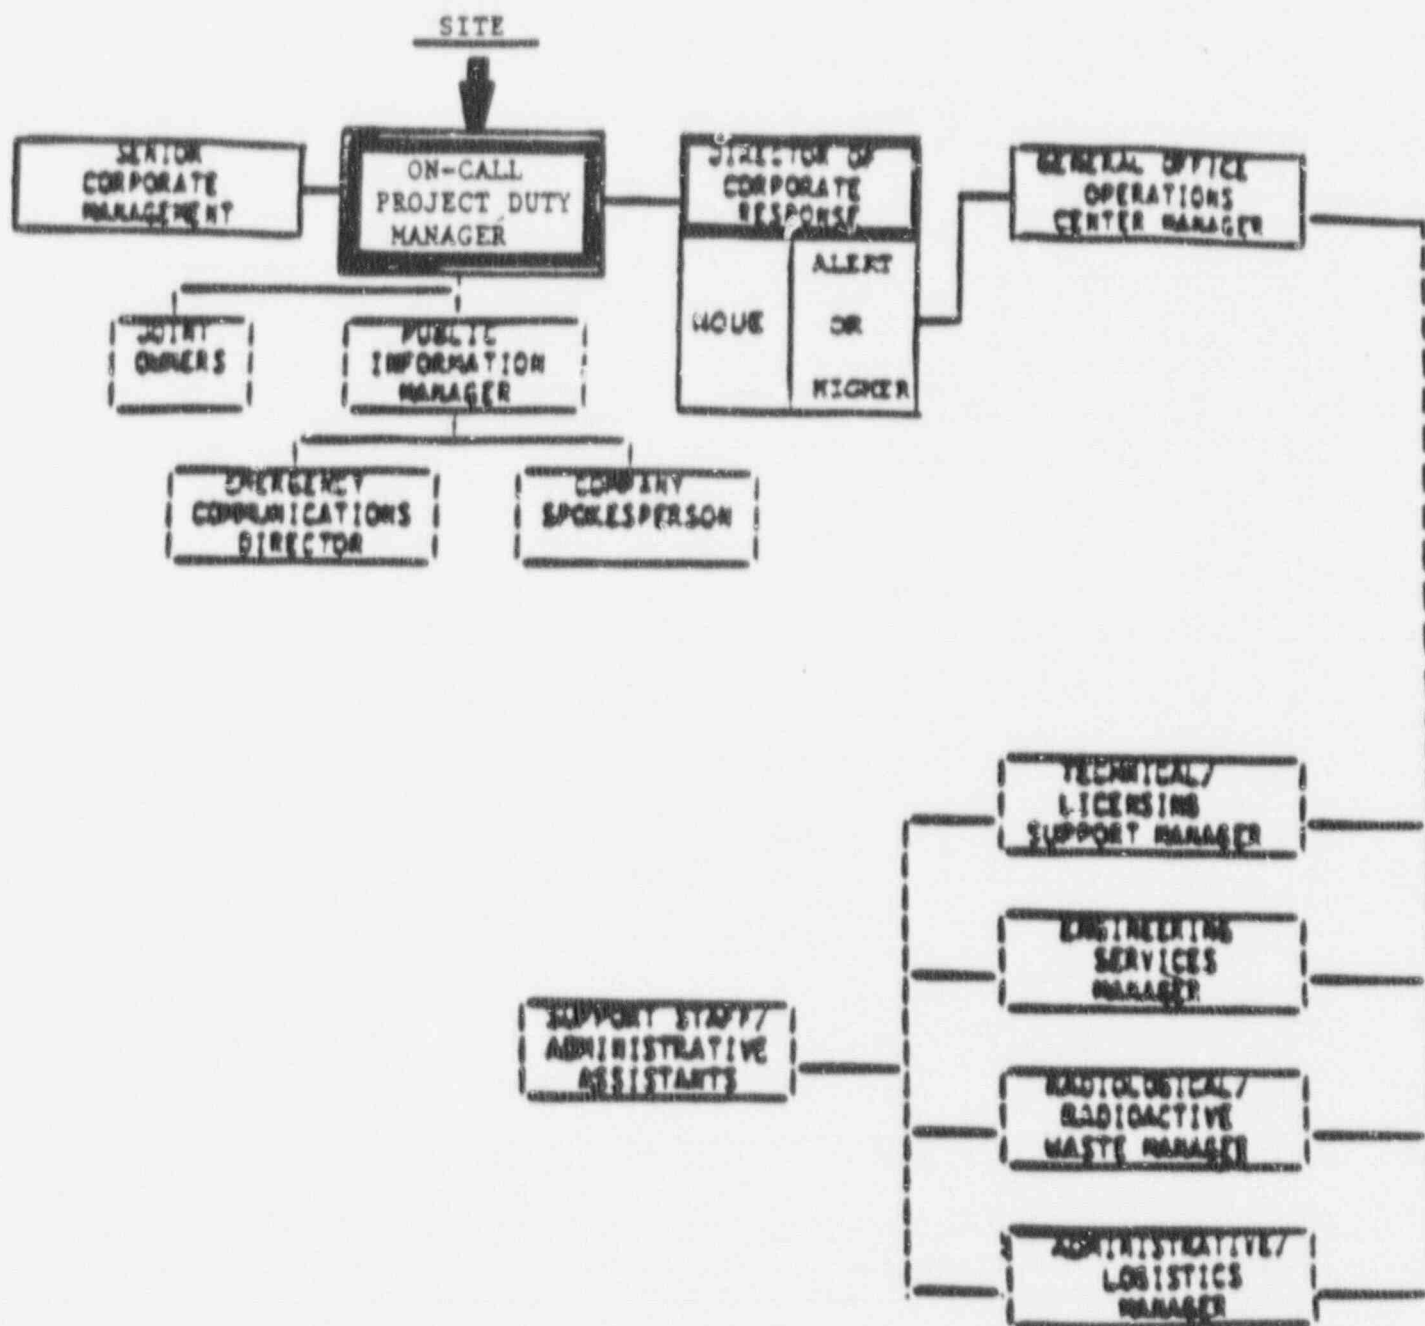 SITE
SENIOR
CORPORATE
MANAGEMENT
ON-CALL
PROJECT DUTY
MANAGER
DIRECTOR OF
CORPORATE
RESPONSE
GENERAL OFFICE
OPERATIONS
CENTER MANAGER
NOUE
ALERT
OR
HIGHER
JOINT
OWNERS
PUBLIC
INFORMATION
MANAGER
EMERGENCY
COMMUNICATIONS
DIRECTOR
COMPANY
SPOKESPERSON
TECHNICAL/
LICENSING
SUPPORT MANAGER
ENGINEERING
SERVICES
MANAGER
SUPPORT STAFF/
ADMINISTRATIVE
ASSISTANTS
RADIOLOGICAL/
RADIOACTIVE
WASTE MANAGER
ADMINISTRATIVE/
LOGISTICS
MANAGER